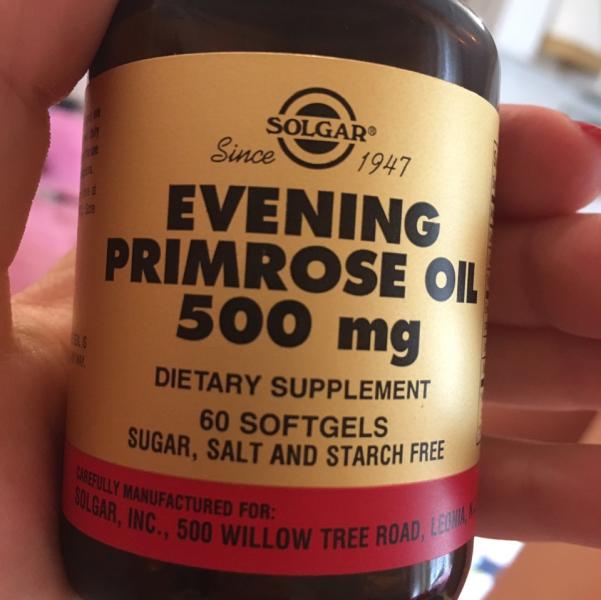 SOLGAR®
Since 1947
EVENING
PRIMROSE OIL
500 mg
DIETARY SUPPLEMENT
60 SOFTGELS
SUGAR, SALT AND STARCH FREE
CAREFULLY MANUFACTURED FOR:
SOLGAR, INC., 500 WILLOW TREE ROAD, LEONIA,